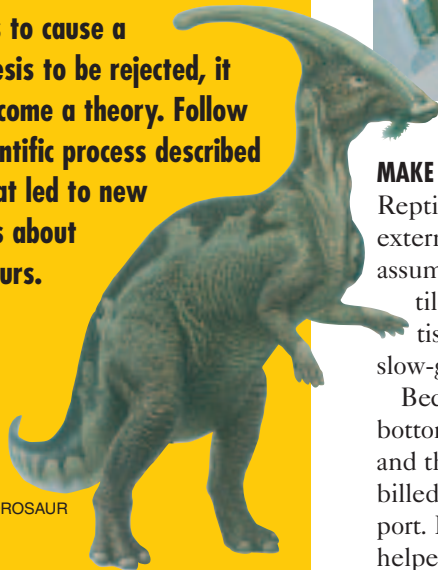 s to cause a
esis to be rejected, it
come a theory. Follow
ntific process described
at led to new
s about
urs.
ROSAUR
MAKE
Repti
extern
assum
til
tis
slow-g
Bec
bottor
and th
billed
port. I
helpe